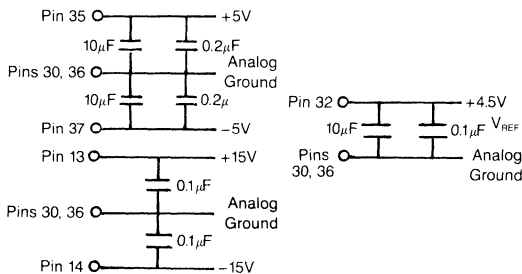 Pin 35 +5V
10µF 0.2µF
Pins 30, 36 Analog
Ground
10µF 0.2µ
Pin 37 −5V
Pin 13 +15V
0.1µF
Pins 30, 36 Analog
Ground
0.1µF
Pin 14 −15V
Pin 32 +4.5V
10µF 0.1µF VREF
Pins
30, 36
Analog
Ground